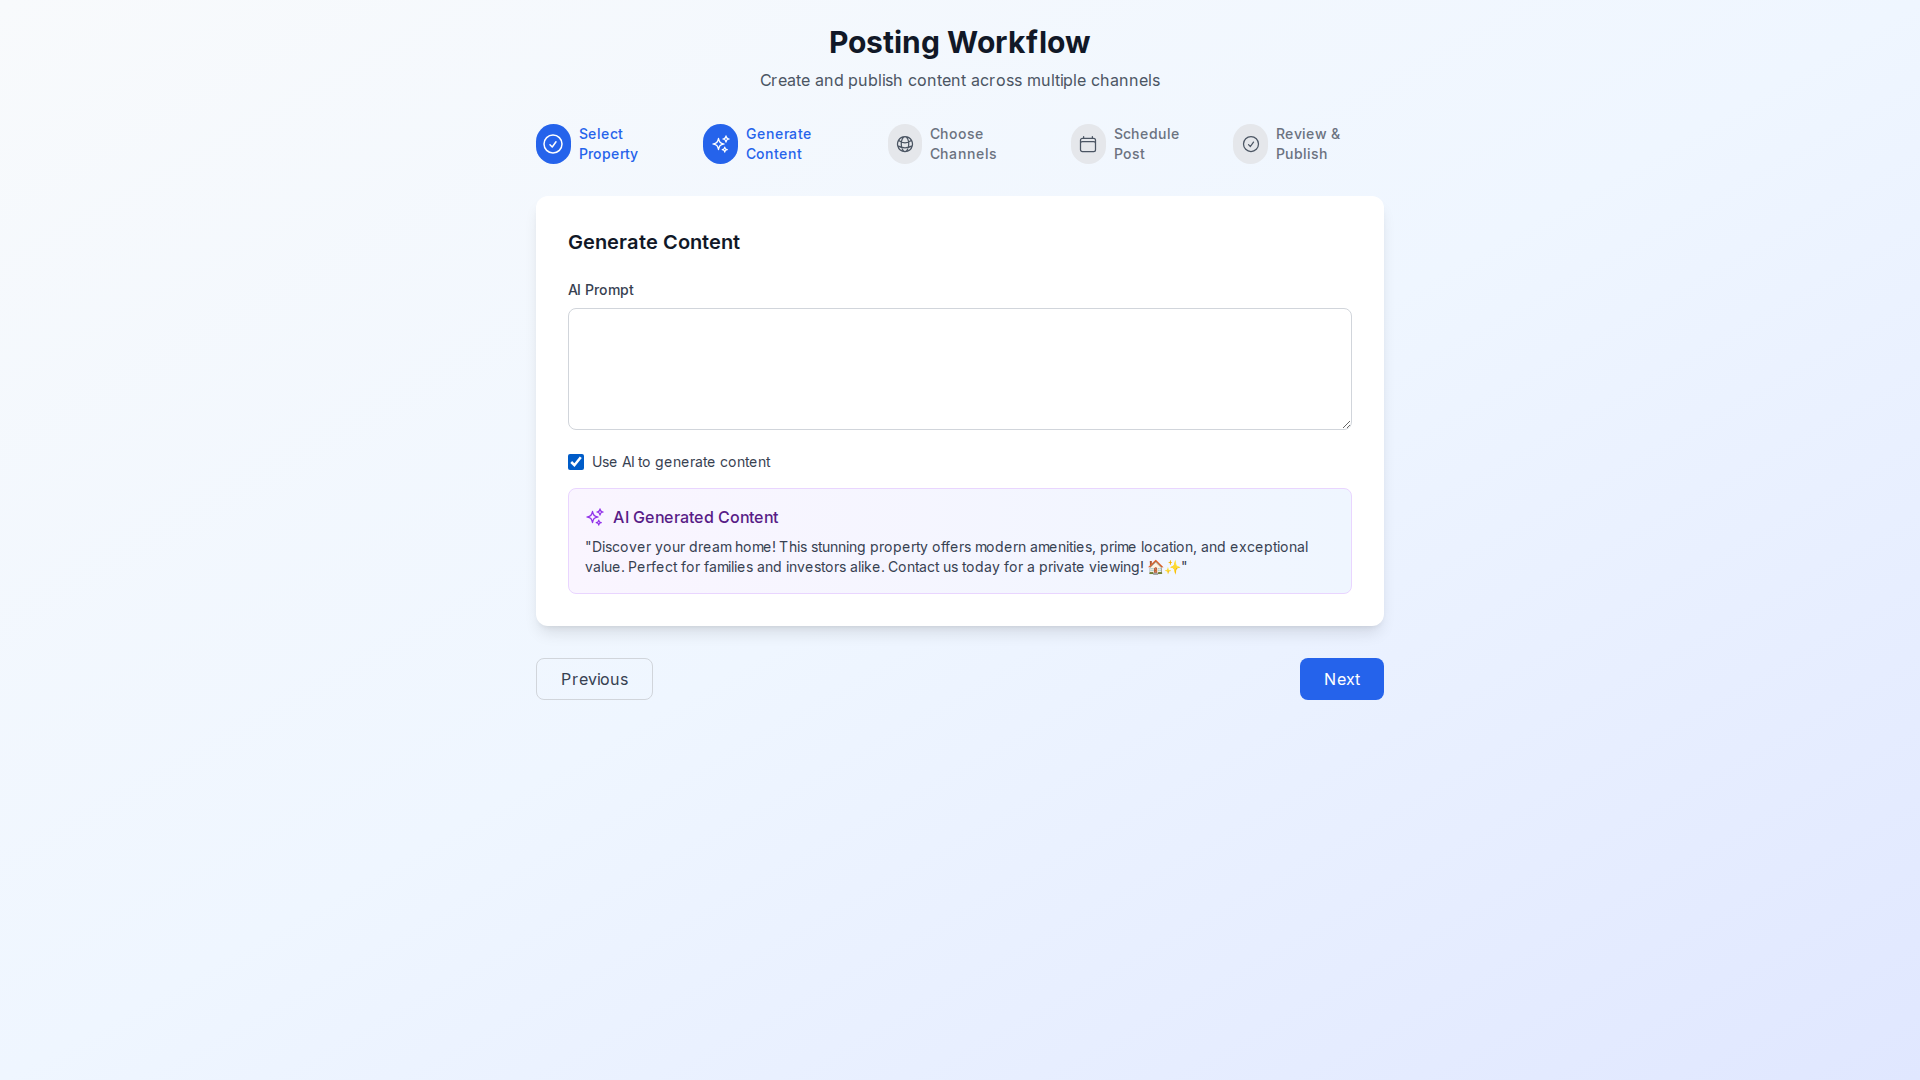 Posting Workflow
Create and publish content across multiple channels
Select
Property
Generate
Content
Choose
Channels
Schedule
Post
Review &
Publish
Generate Content
AI Prompt
Use AI to generate content
AI Generated Content
"Discover your dream home! This stunning property offers modern amenities, prime location, and exceptional
value. Perfect for families and investors alike. Contact us today for a private viewing! 🏠✨"
Previous
Next